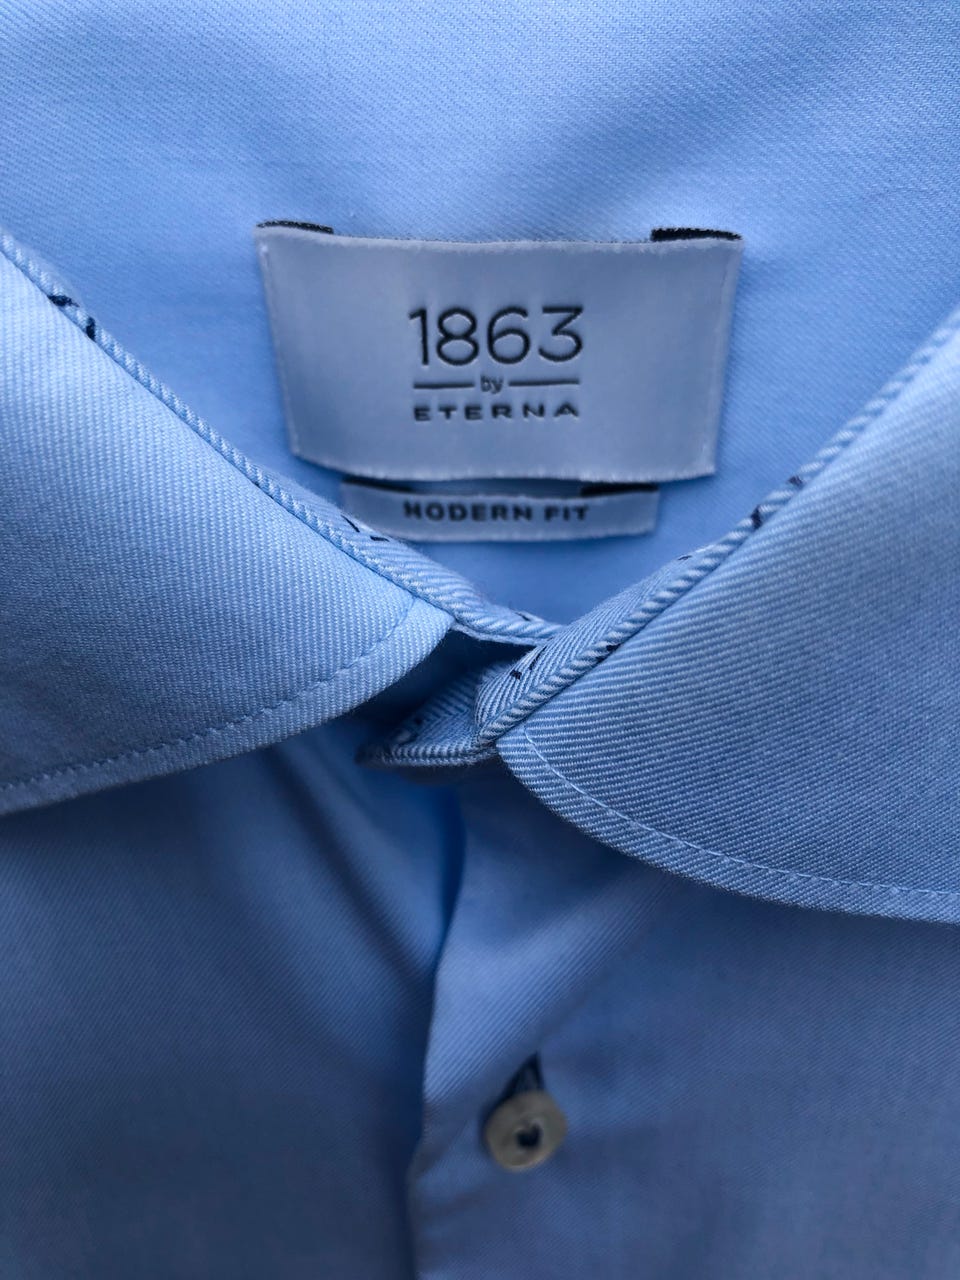 1863
by
ETERNA
MODERN FIT